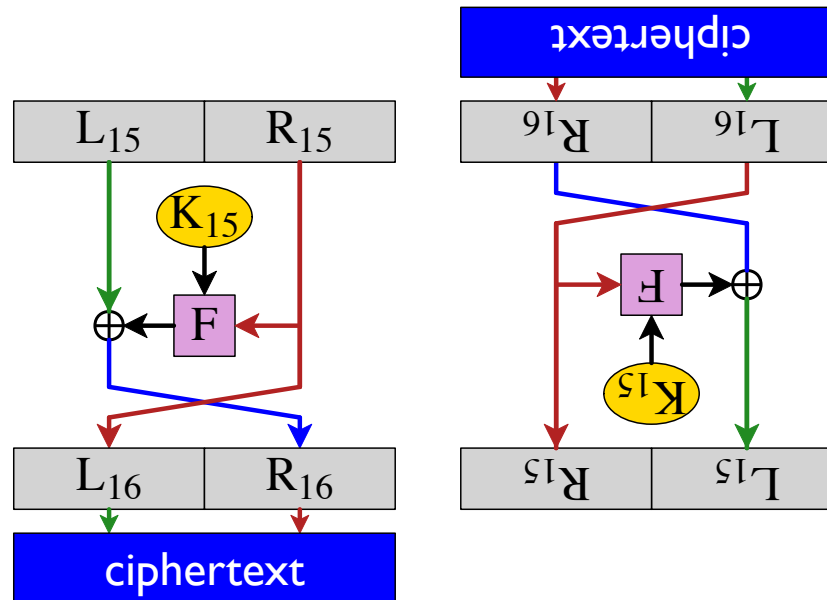 L15 R15
K15
F
L16 R16
ciphertext
ciphertext
R16 L16
F
K15
R15 L15